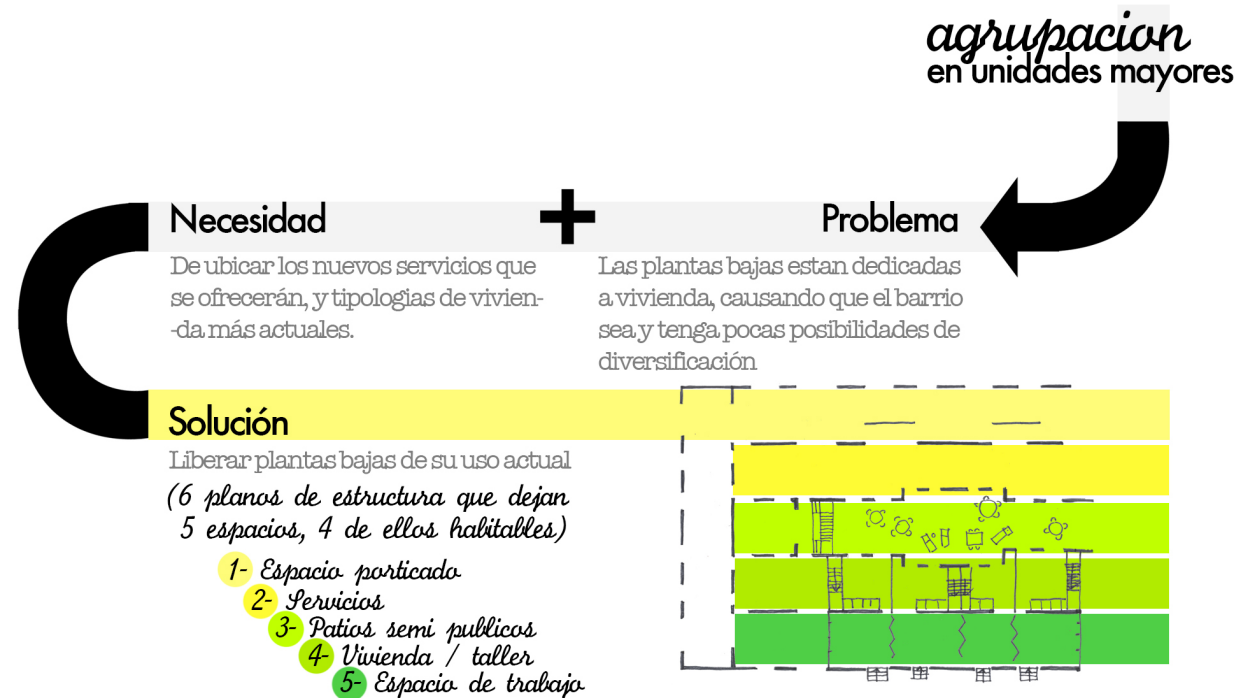 agrupacion
en unidades mayores
Necesidad
+
Problema
De ubicar los nuevos servicios que
se ofrecerán, y tipologias de vivien-
-da más actuales.
Las plantas bajas estan dedicadas
a vivienda, causando que el barrio
sea y tenga pocas posibilidades de
diversificación
Solución
Liberar plantas bajas de su uso actual
(6 planos de estructura que dejan
5 espacios, 4 de ellos habitables)
1- Espacio porticado
2- Servicios
3- Patios semi publicos
4- Vivienda / taller
5- Espacio de trabajo